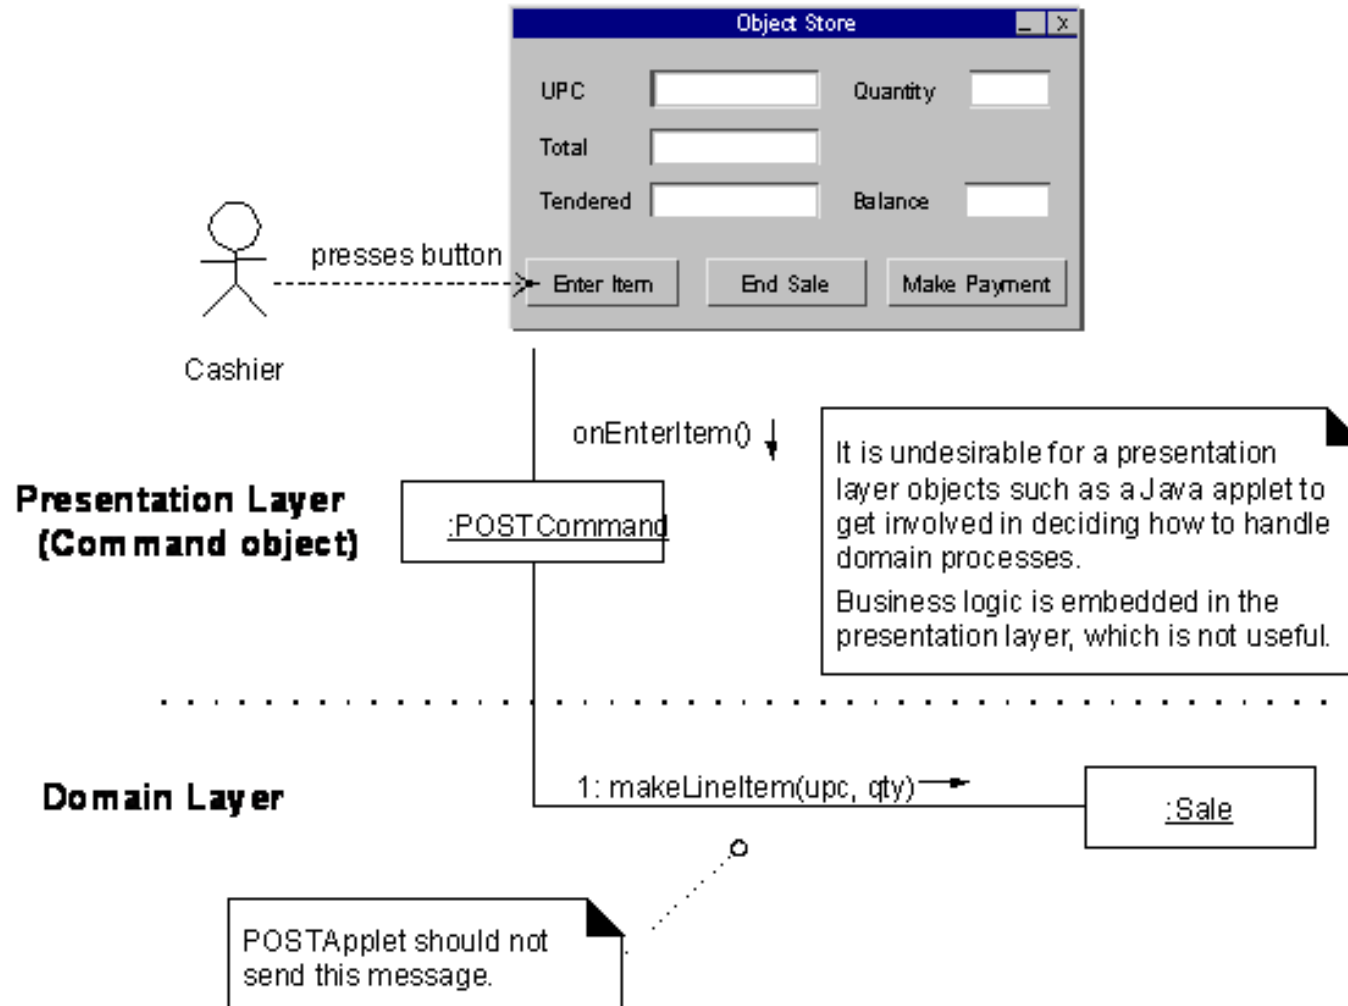 Object Store
_ X
UPC
Quantity
Total
Tendered
Balance
presses button
Enter Item
End Sale
Make Payment
Cashier
onEnterItem()
It is undesirable for a presentation
layer objects such as a Java applet to
get involved in deciding how to handle
domain processes.
Business logic is embedded in the
presentation layer, which is not useful.
Presentation Layer
(Command object)
:POSTCommand
Domain Layer
1: makeLineItem(upc, qty)
:Sale
POSTApplet should not
send this message.